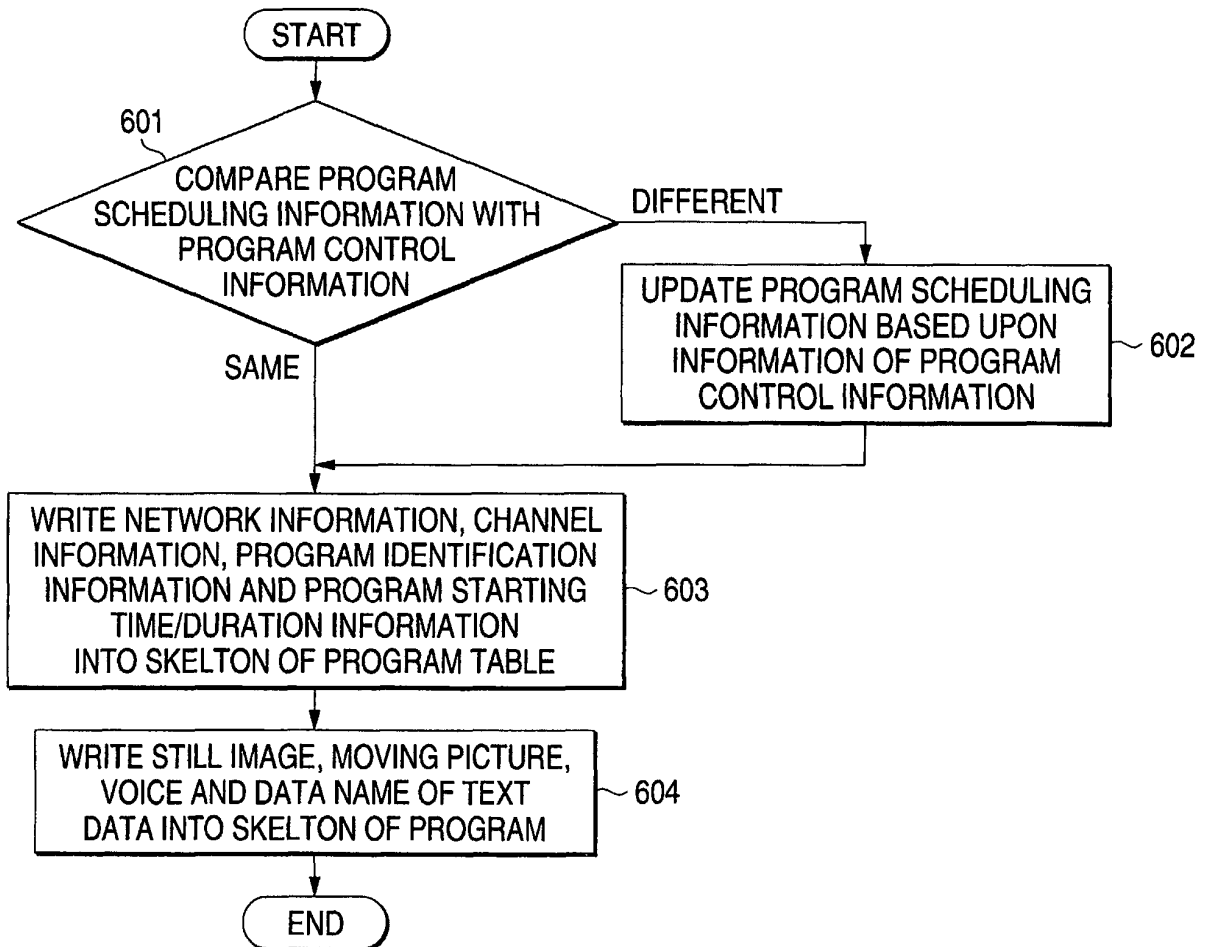 START
601
COMPARE PROGRAM
SCHEDULING INFORMATION WITH
PROGRAM CONTROL
INFORMATION
DIFFERENT
SAME
UPDATE PROGRAM SCHEDULING
INFORMATION BASED UPON
INFORMATION OF PROGRAM
CONTROL INFORMATION
602
WRITE NETWORK INFORMATION, CHANNEL
INFORMATION, PROGRAM IDENTIFICATION
INFORMATION AND PROGRAM STARTING
TIME/DURATION INFORMATION
INTO SKELTON OF PROGRAM TABLE
603
WRITE STILL IMAGE, MOVING PICTURE,
VOICE AND DATA NAME OF TEXT
DATA INTO SKELTON OF PROGRAM
604
END